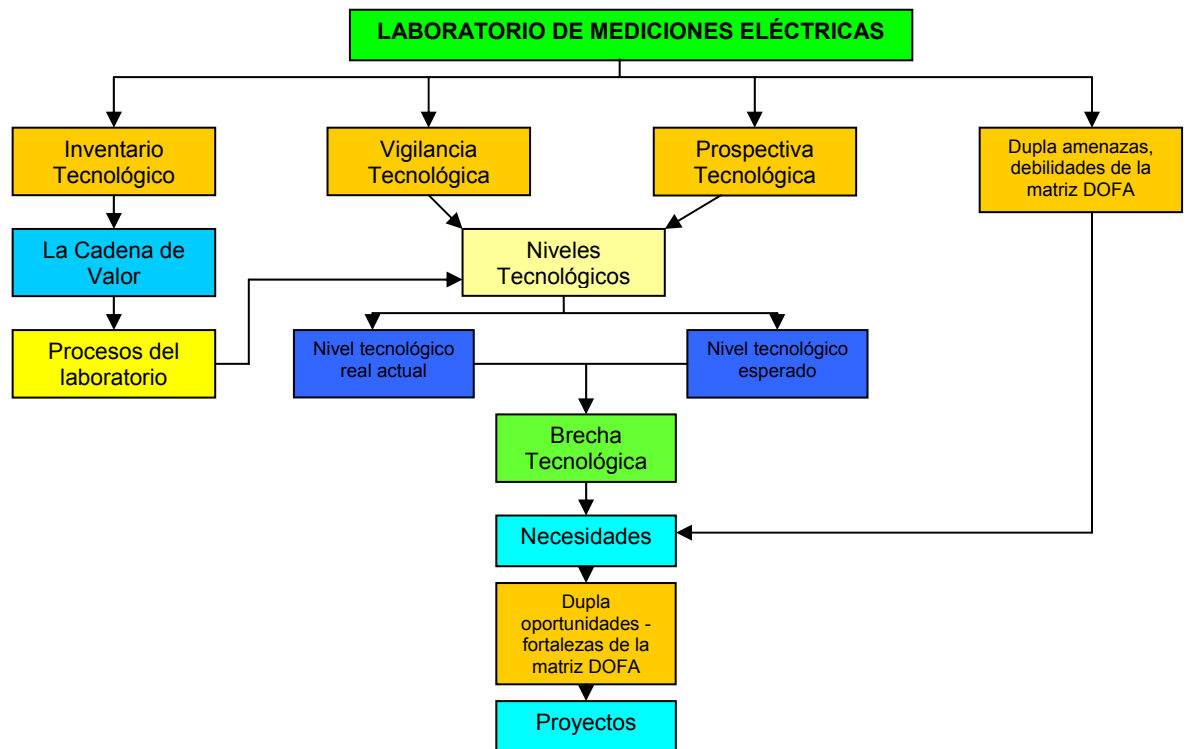 LABORATORIO DE MEDICIONES ELÉCTRICAS
Inventario
Tecnológico
Vigilancia
Tecnológica
Prospectiva
Tecnológica
Dupla amenazas,
debilidades de la
matriz DOFA
La Cadena de
Valor
Niveles
Tecnológicos
Procesos del
laboratorio
Nivel tecnológico
real actual
Nivel tecnológico
esperado
Brecha
Tecnológica
Necesidades
Dupla
oportunidades -
fortalezas de la
matriz DOFA
Proyectos